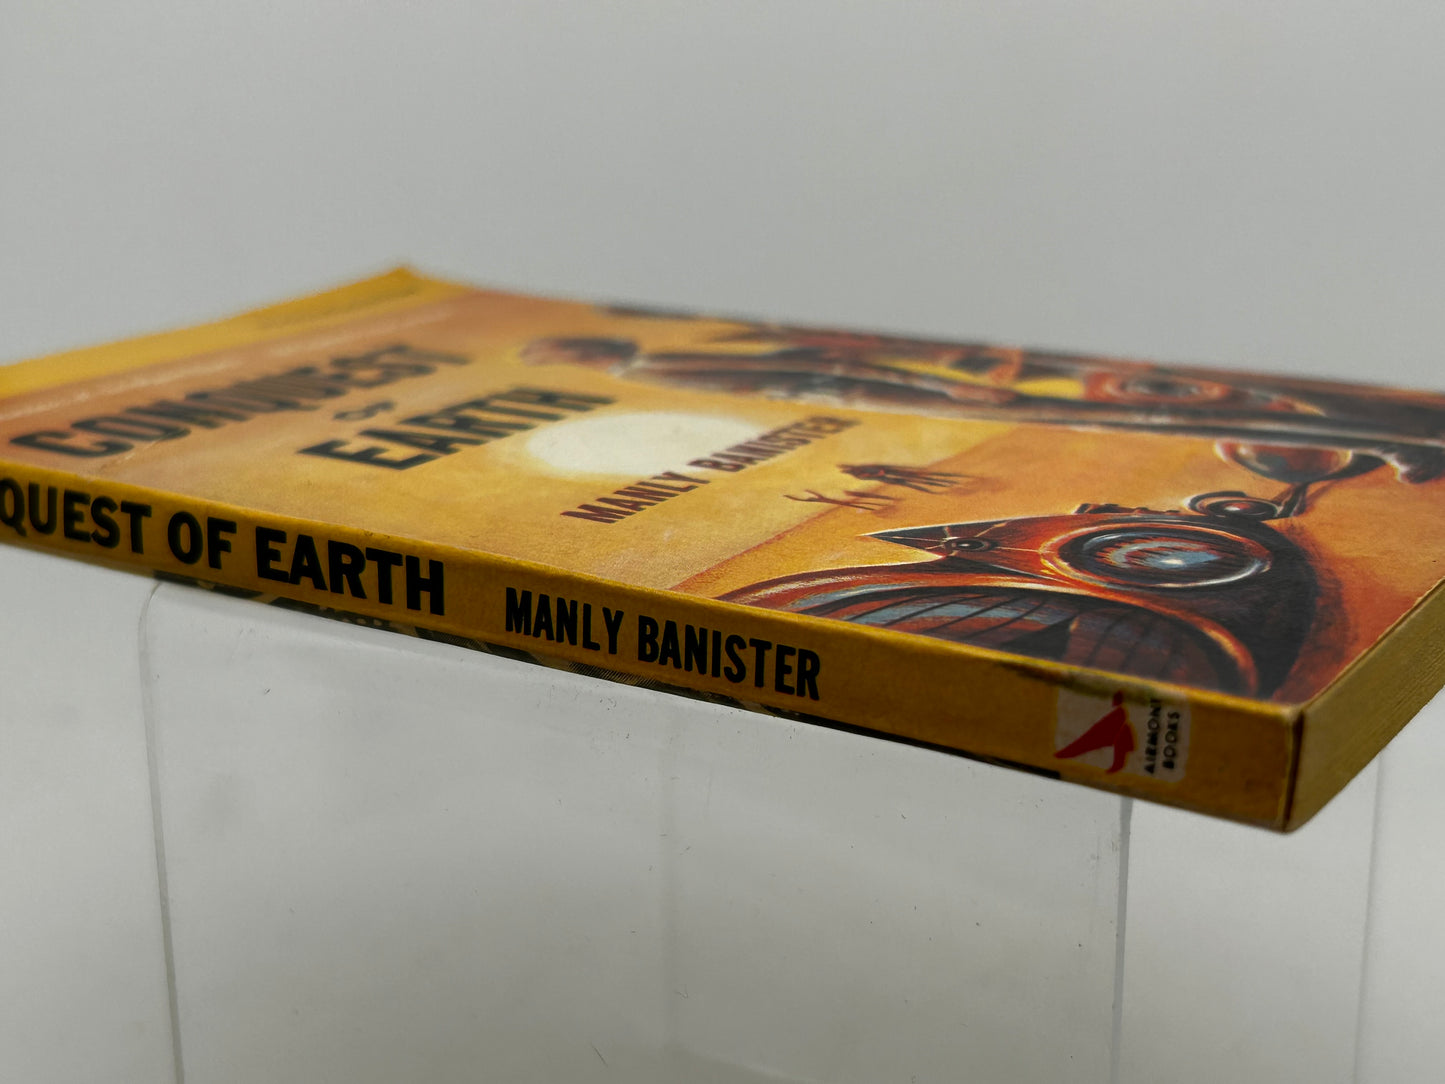 CONQUEST
OF
EARTH
MANLY BANISTER
QUEST OF EARTH MANLY BANISTER
AIRMONT
BOOKS